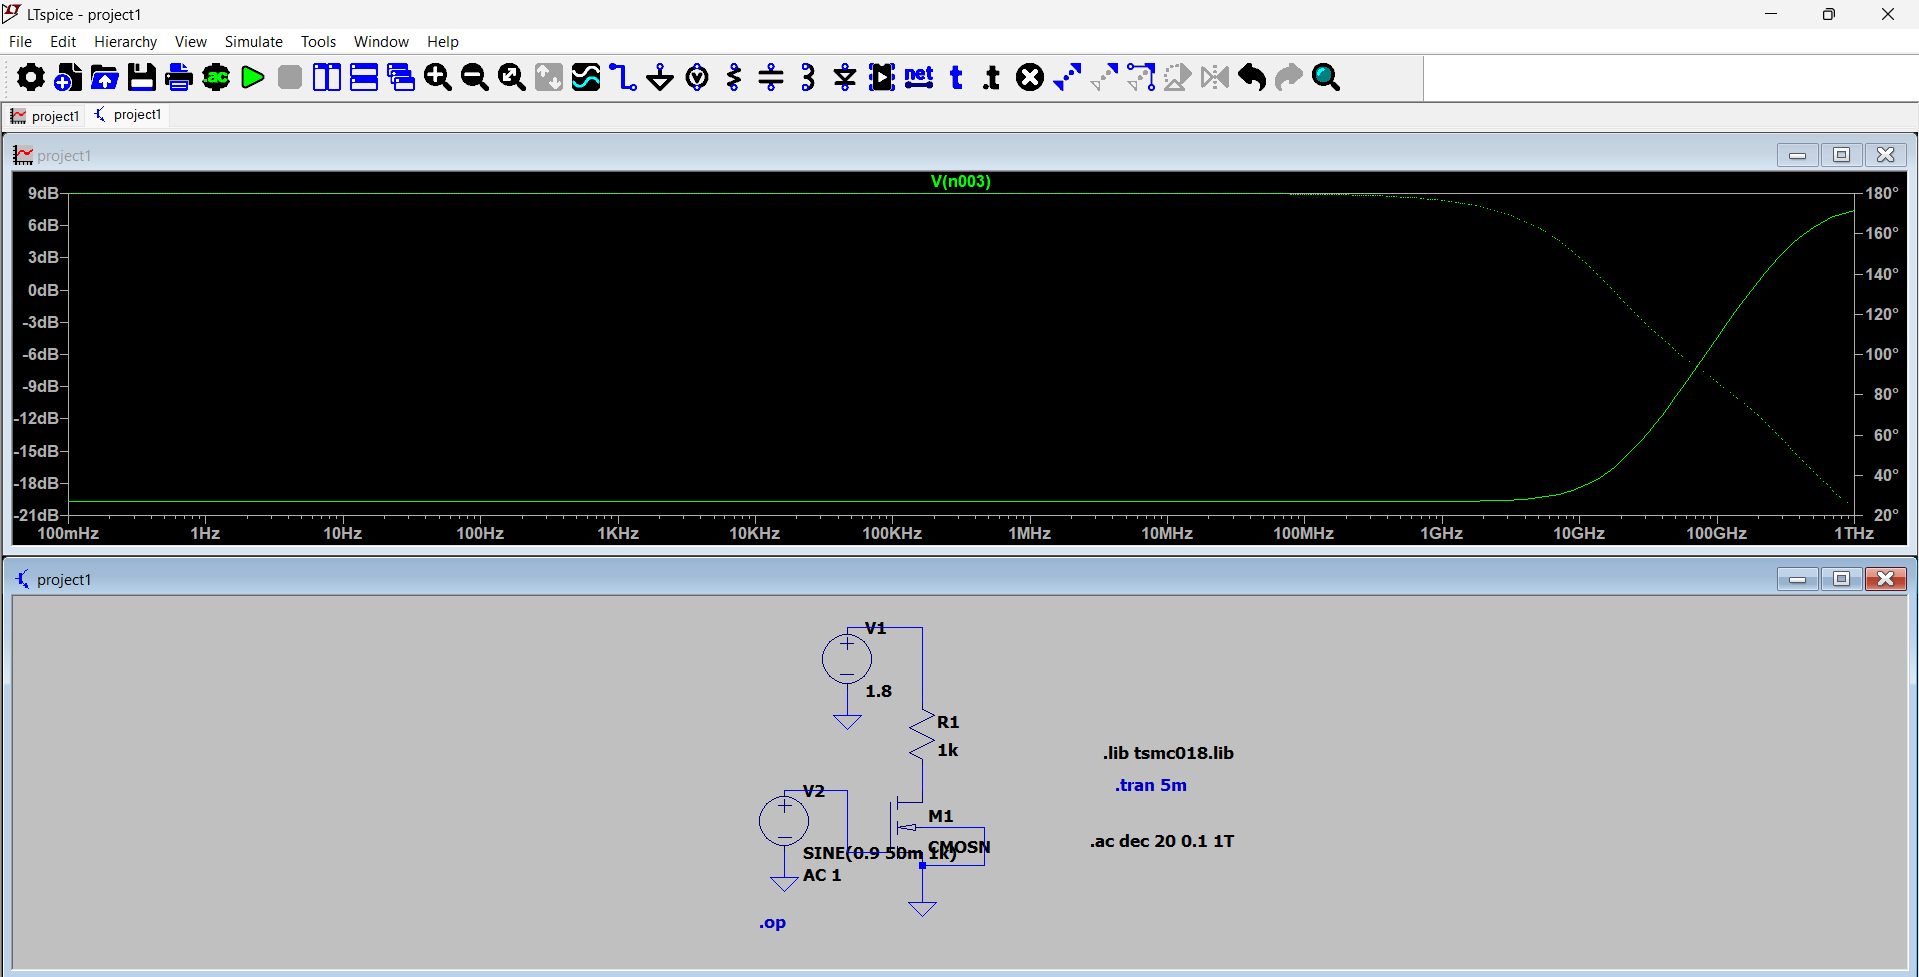 LTspice - project1
File Edit Hierarchy View Simulate Tools Window Help
.ac net t .t
project1 project1
project1
V(n003)
9dB 180°
6dB 160°
3dB 140°
0dB
-3dB 120°
-6dB 100°
-9dB 80°
-12dB
-15dB 60°
-18dB 40°
-21dB 20°
100mHz 1Hz 10Hz 100Hz 1KHz 10KHz 100KHz 1MHz 10MHz 100MHz 1GHz 10GHz 100GHz 1THz
project1
V1
1.8
R1
1k
.lib tsmc018.lib
.tran 5m
V2
M1
.ac dec 20 0.1 1T
CMOSN
SINE(0.9 50m 1k)
AC 1
.op